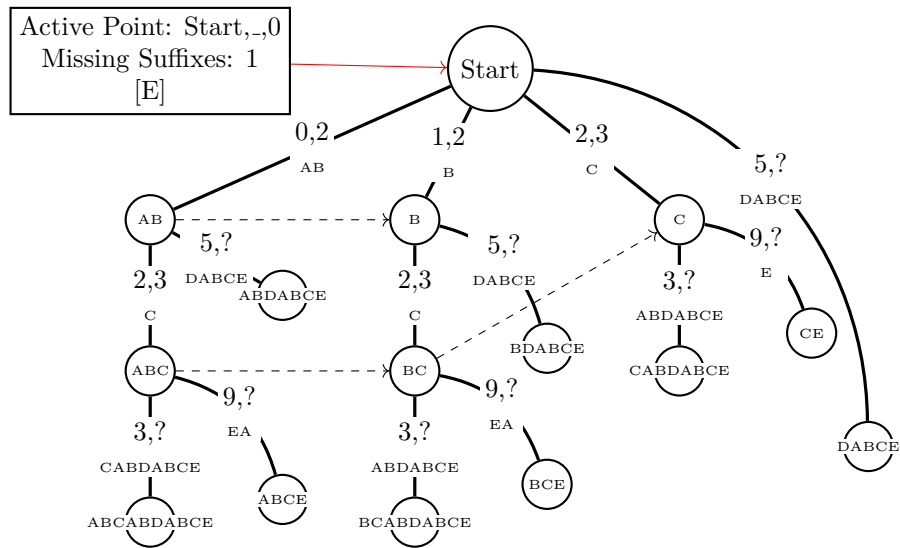 Active Point: Start,_,0
Missing Suffixes: 1
[E]
Start
0,2
AB
1,2
B
2,3
C
5,?
DABCE
AB
B
C
5,?
DABCE
ABDABCE
5,?
DABCE
BDABCE
9,?
E
CE
2,3
C
2,3
C
3,?
ABDABCE
CABDABCE
ABC
BC
9,?
EA
ABCE
9,?
EA
BCE
DABCE
3,?
CABDABCE
ABCABDABCE
3,?
ABDABCE
BCABDABCE